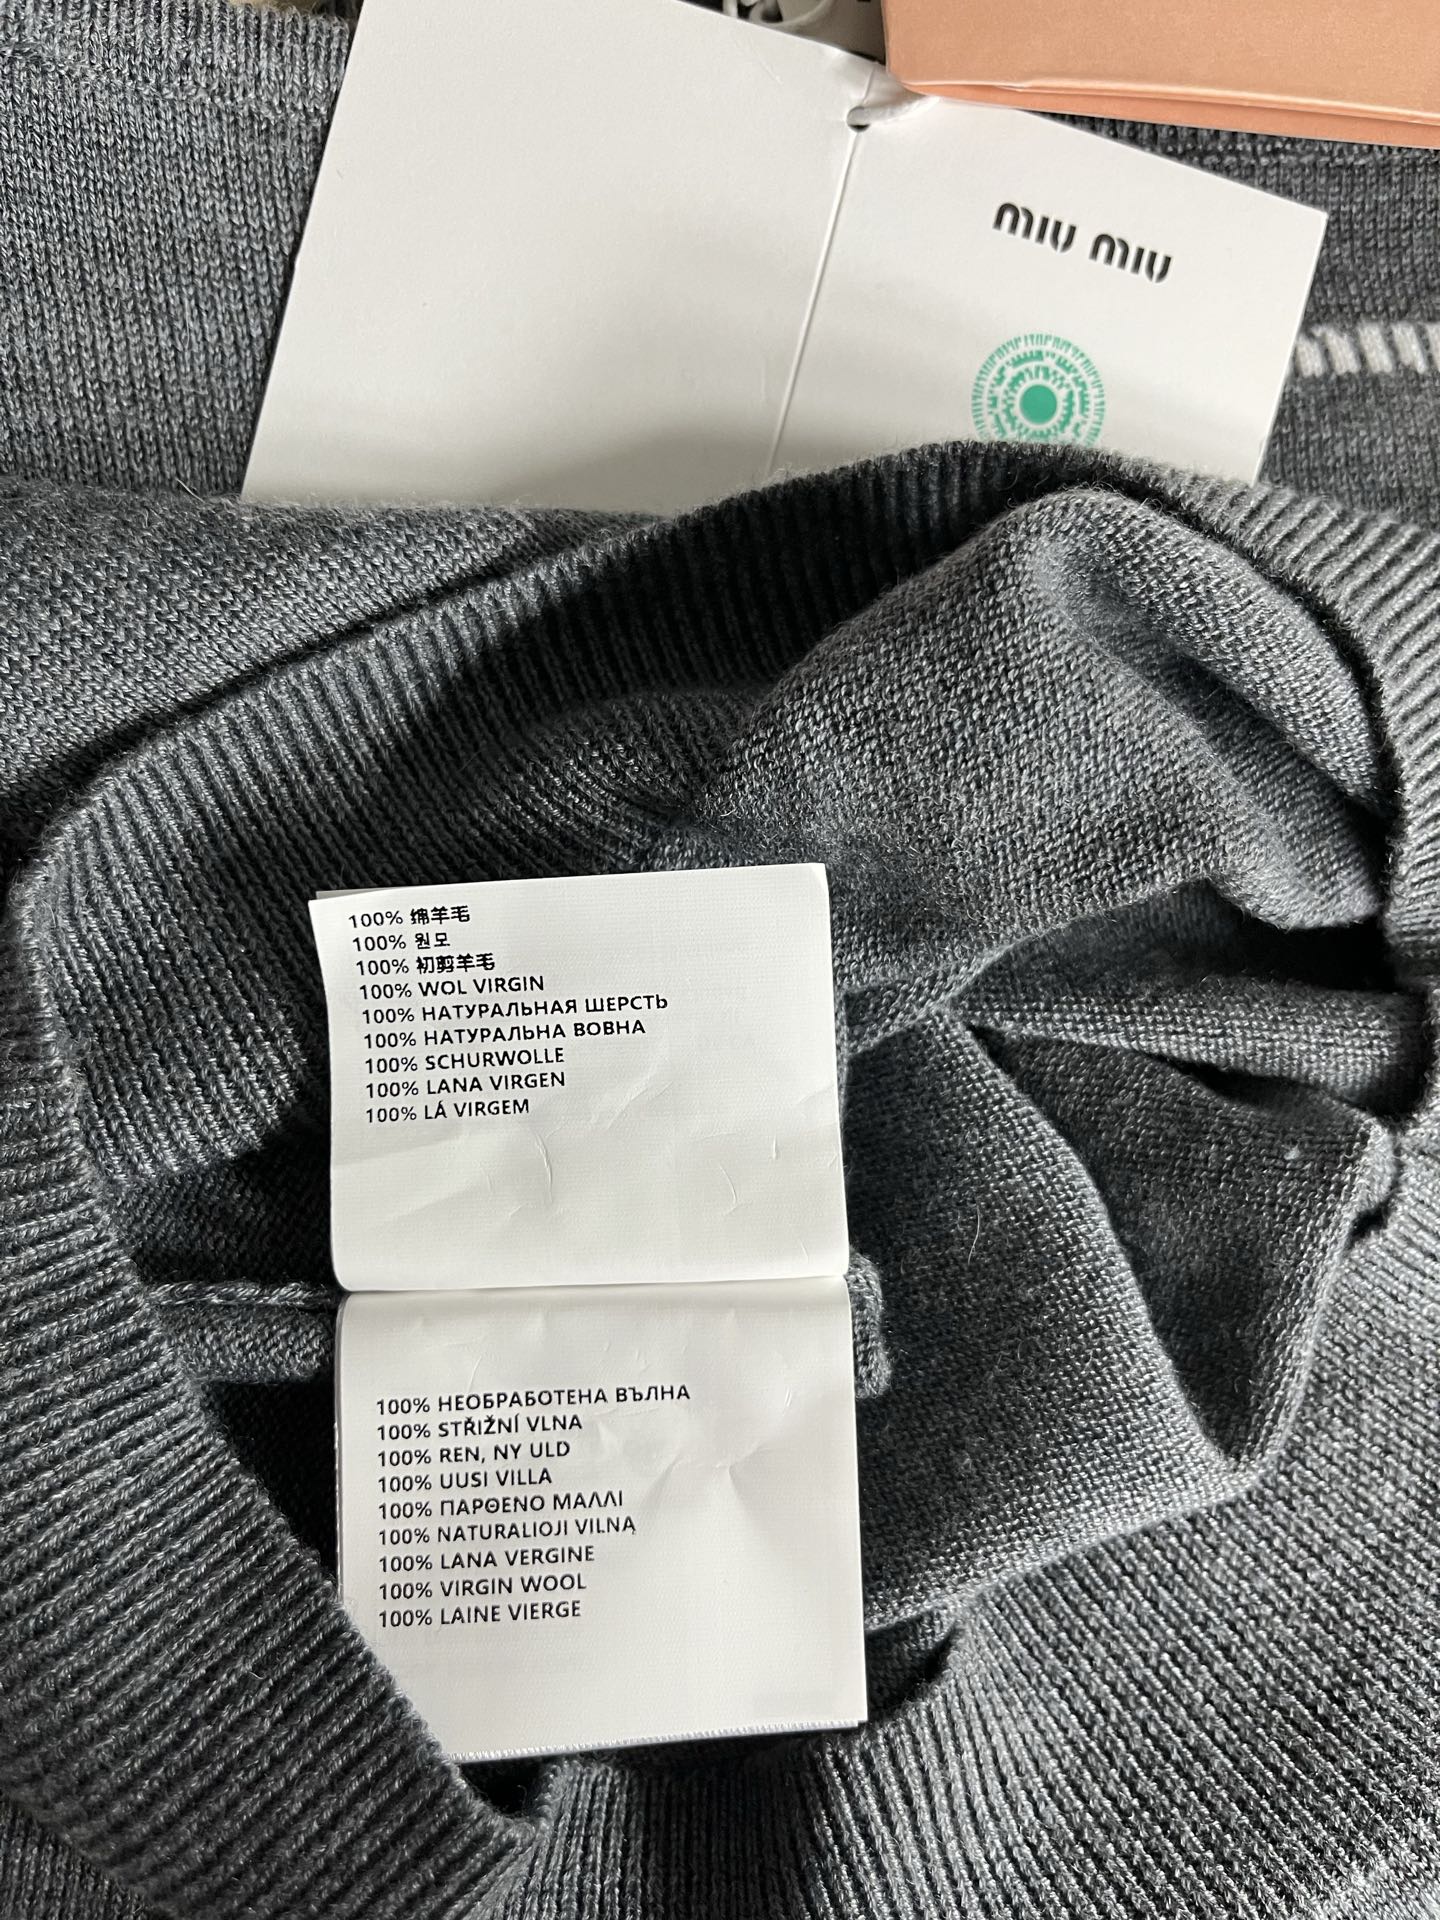 MIU MIU
100% 绵羊毛
100% 원모
100% 初剪羊毛
100% WOL VIRGIN
100% НАТУРАЛЬНАЯ ШЕРСТЬ
100% НАТУРАЛЬНА ВОВНА
100% SCHURWOLLE
100% LANA VIRGEN
100% LÁ VIRGEM
100% НЕОБРАБОТЕНА ВЪЛНА
100% STŘIŽNÍ VLNA
100% REN, NY ULD
100% UUSI VILLA
100% ΠΑΡΘΕΝΟ ΜΑΛΛΙ
100% NATURALIOJI VILNĄ
100% LANA VERGINE
100% VIRGIN WOOL
100% LAINE VIERGE